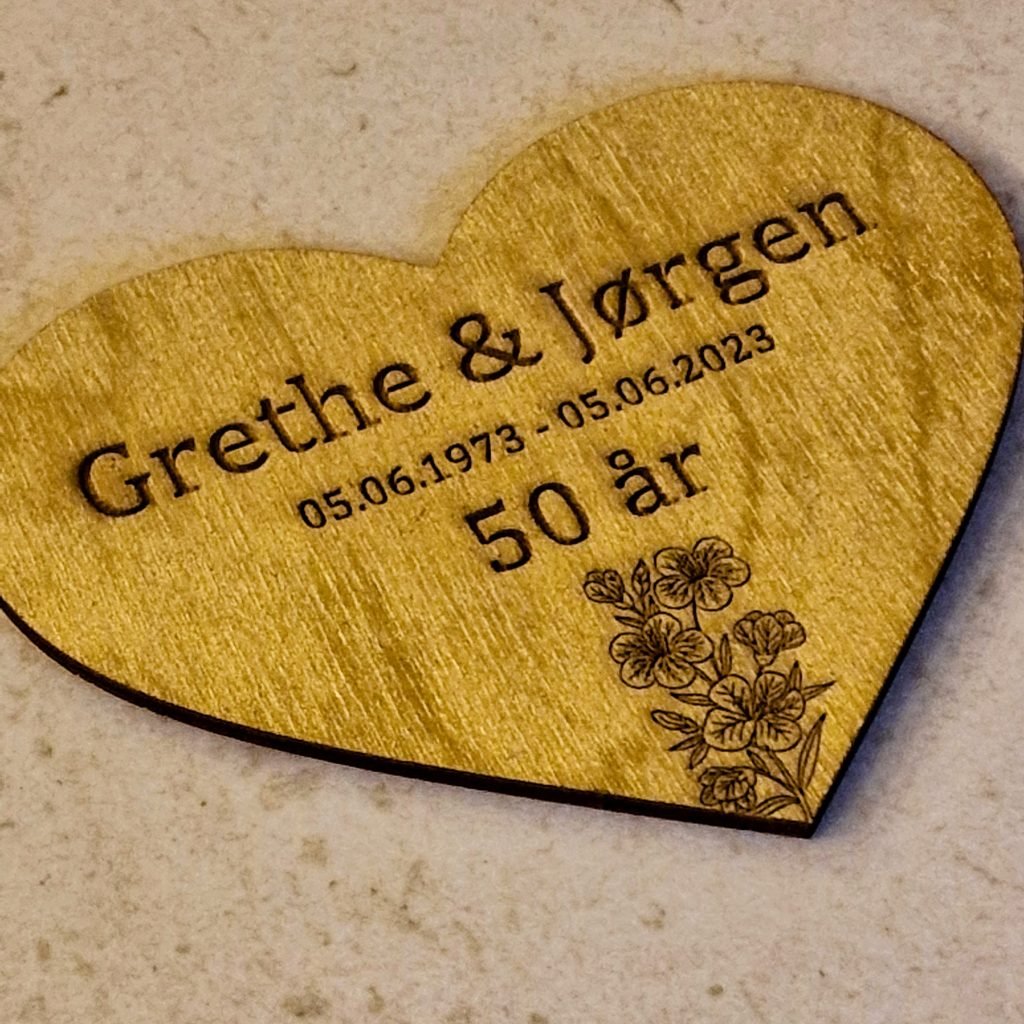 Grethe & Jørgen
05.06.1973 - 05.06.2023
50 år